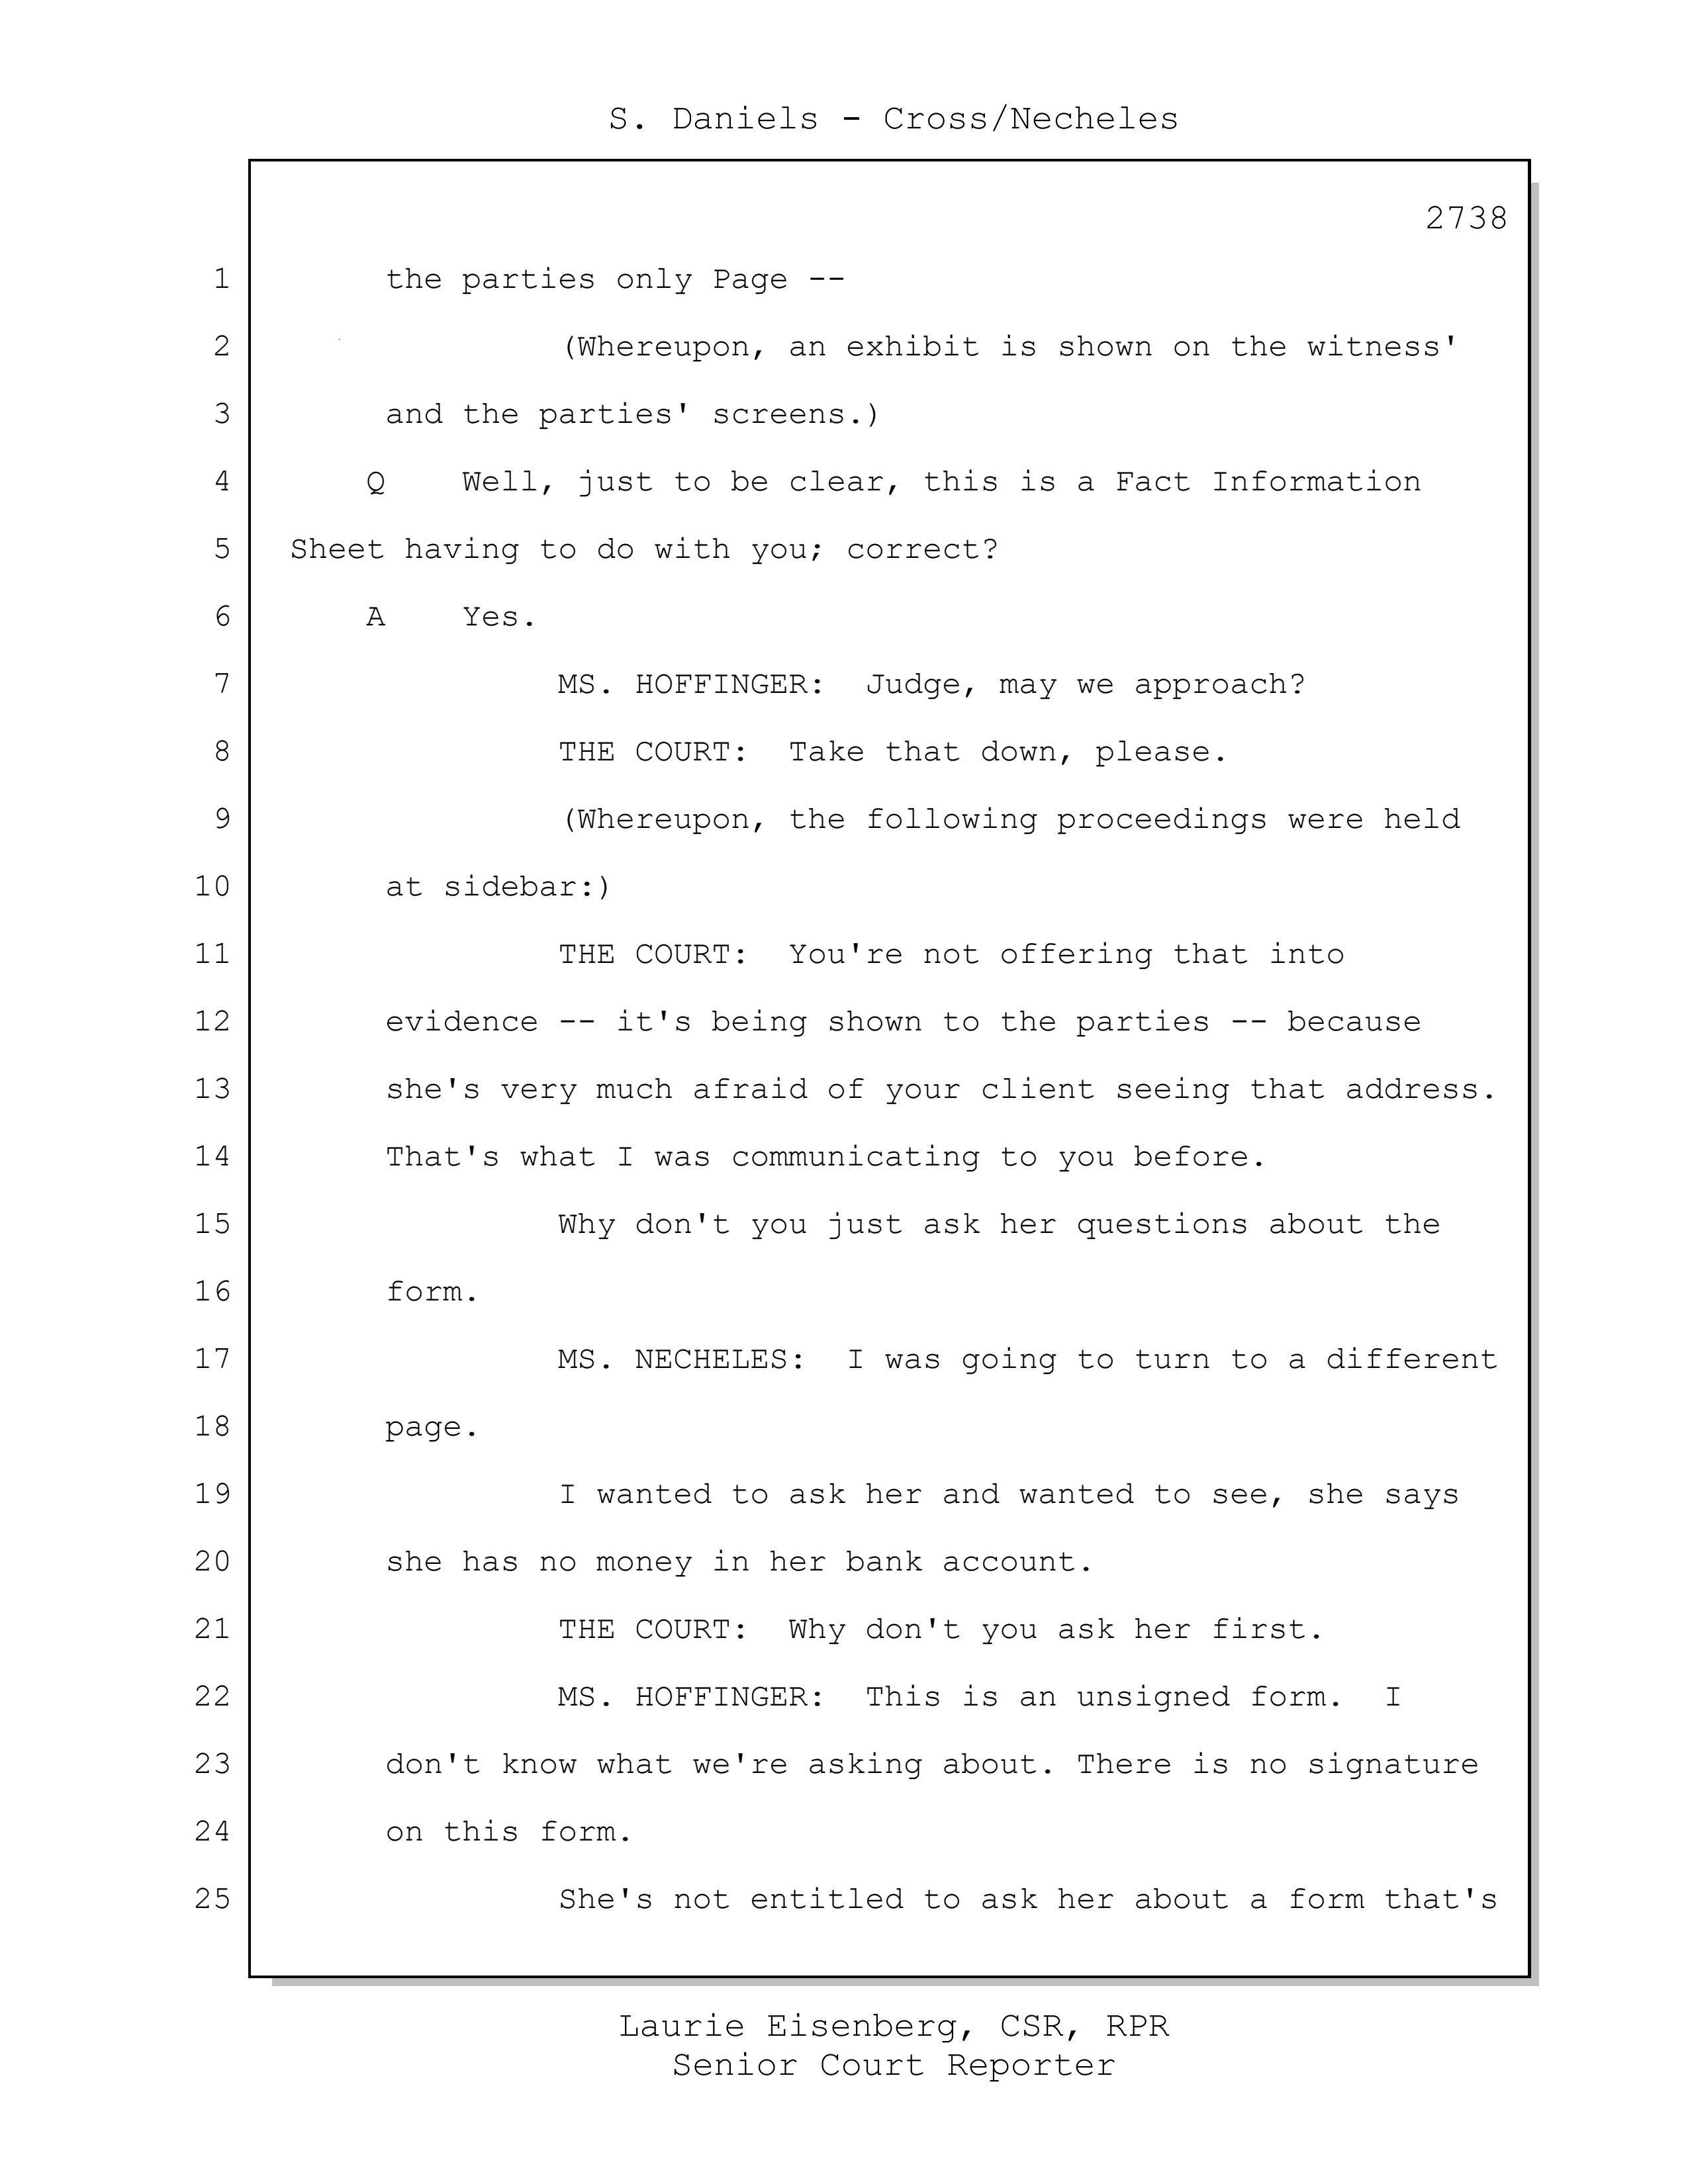 S. Daniels - Cross/Necheles
2738
1 the parties only Page --
2 (Whereupon, an exhibit is shown on the witness'
3 and the parties' screens.)
4 Q Well, just to be clear, this is a Fact Information
5 Sheet having to do with you; correct?
6 A Yes.
7 MS. HOFFINGER: Judge, may we approach?
8 THE COURT: Take that down, please.
9 (Whereupon, the following proceedings were held
10 at sidebar:)
11 THE COURT: You're not offering that into
12 evidence -- it's being shown to the parties -- because
13 she's very much afraid of your client seeing that address.
14 That's what I was communicating to you before.
15 Why don't you just ask her questions about the
16 form.
17 MS. NECHELES: I was going to turn to a different
18 page.
19 I wanted to ask her and wanted to see, she says
20 she has no money in her bank account.
21 THE COURT: Why don't you ask her first.
22 MS. HOFFINGER: This is an unsigned form. I
23 don't know what we're asking about. There is no signature
24 on this form.
25 She's not entitled to ask her about a form that's
Laurie Eisenberg, CSR, RPR
Senior Court Reporter